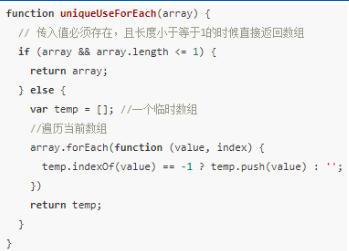 function uniqueUseForEach(array) {
  // 传入值必须存在，且长度小于等于1的时候直接返回数组
  if (array && array.length <= 1) {
    return array;
  } else {
    var temp = []; //一个临时数组
    //遍历当前数组
    array.forEach(function (value, index) {
      temp.indexOf(value) == -1 ? temp.push(value) : '';
    })
    return temp;
  }
}